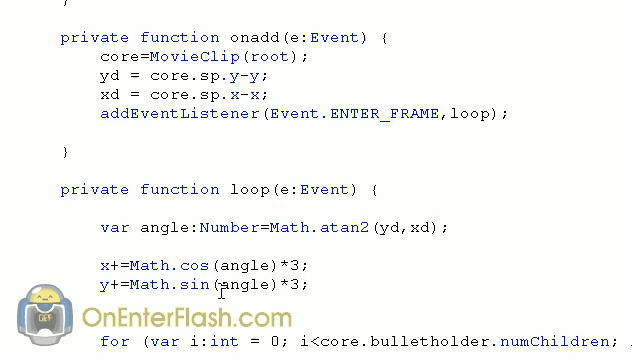 }
private function onadd(e:Event) {
core=MovieClip(root);
yd = core.sp.y-y;
xd = core.sp.x-x;
addEventListener(Event.ENTER_FRAME,loop);
}
private function loop(e:Event) {
var angle:Number=Math.atan2(yd,xd);
x+=Math.cos(angle)*3;
y+=Math.sin(angle)*3;
OEF
OnEnterFlash.com
for (var i:int = 0; i<core.bulletholder.numChildren;